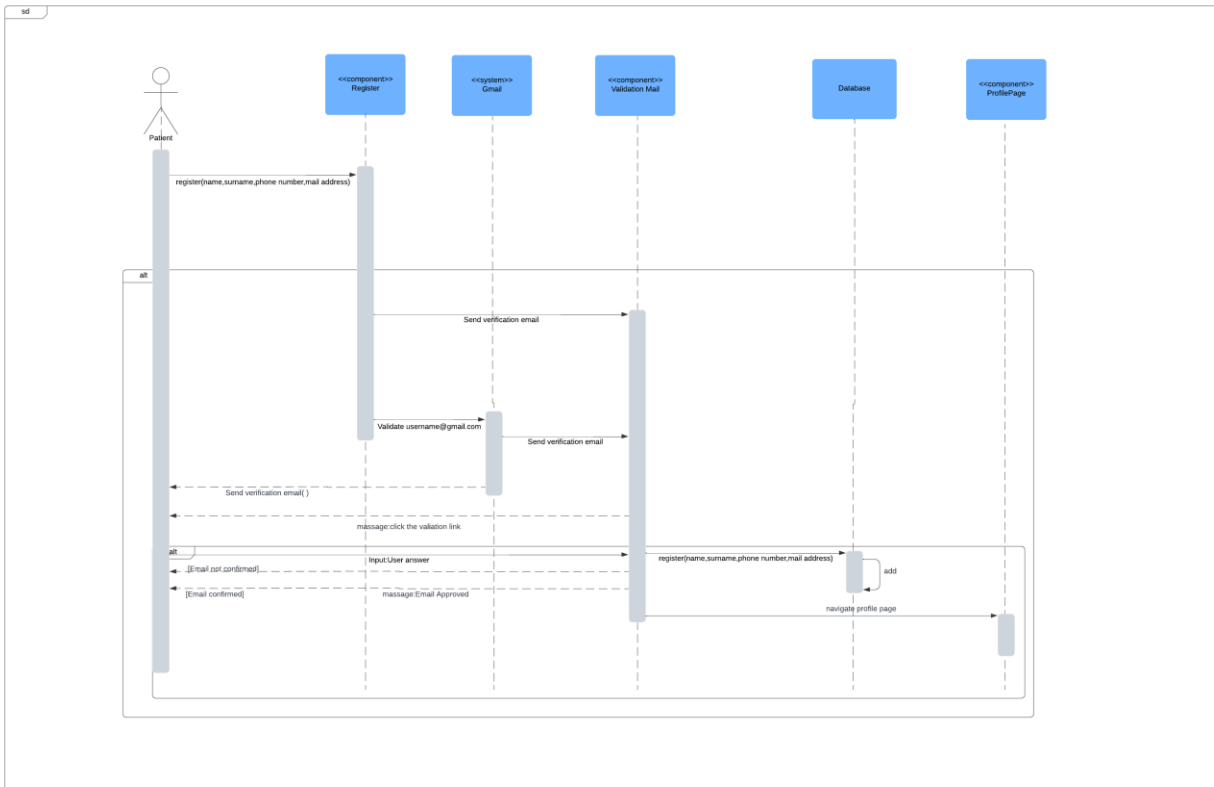 sd
<<component>>
Register
<<system>>
Gmail
<<component>>
Validation Mail
Database
<<component>>
ProfilePage
Patient
register(name,surname,phone number,mail address)
alt
Send verification email
Validate username@gmail.com
Send verification email
Send verification email( )
massage:click the valiation link
alt
Input:User answer
register(name,surname,phone number,mail address)
[Email not confirmed]
add
[Email confirmed]
massage:Email Approved
navigate profile page